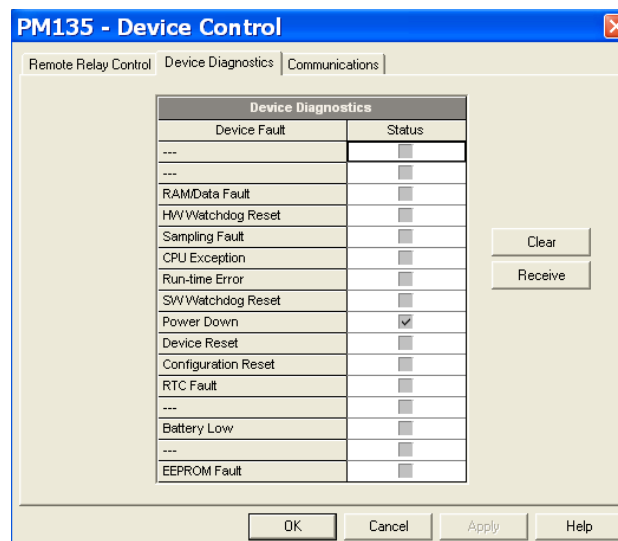 PM135 - Device Control
Remote Relay Control Device Diagnostics Communications
Device Diagnostics
Device Fault Status
---
---
RAM/Data Fault
HW Watchdog Reset
Sampling Fault
CPU Exception
Run-time Error
SW Watchdog Reset
Power Down
Device Reset
Configuration Reset
RTC Fault
---
Battery Low
---
EEPROM Fault
Clear
Receive
OK Cancel Apply Help